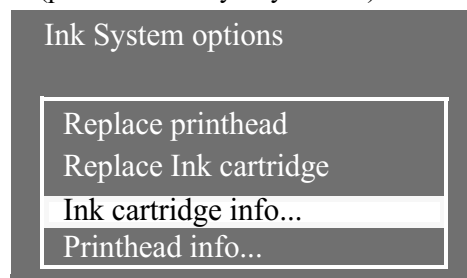 Ink System options
Replace printhead
Replace Ink cartridge
Ink cartridge info...
Printhead info...